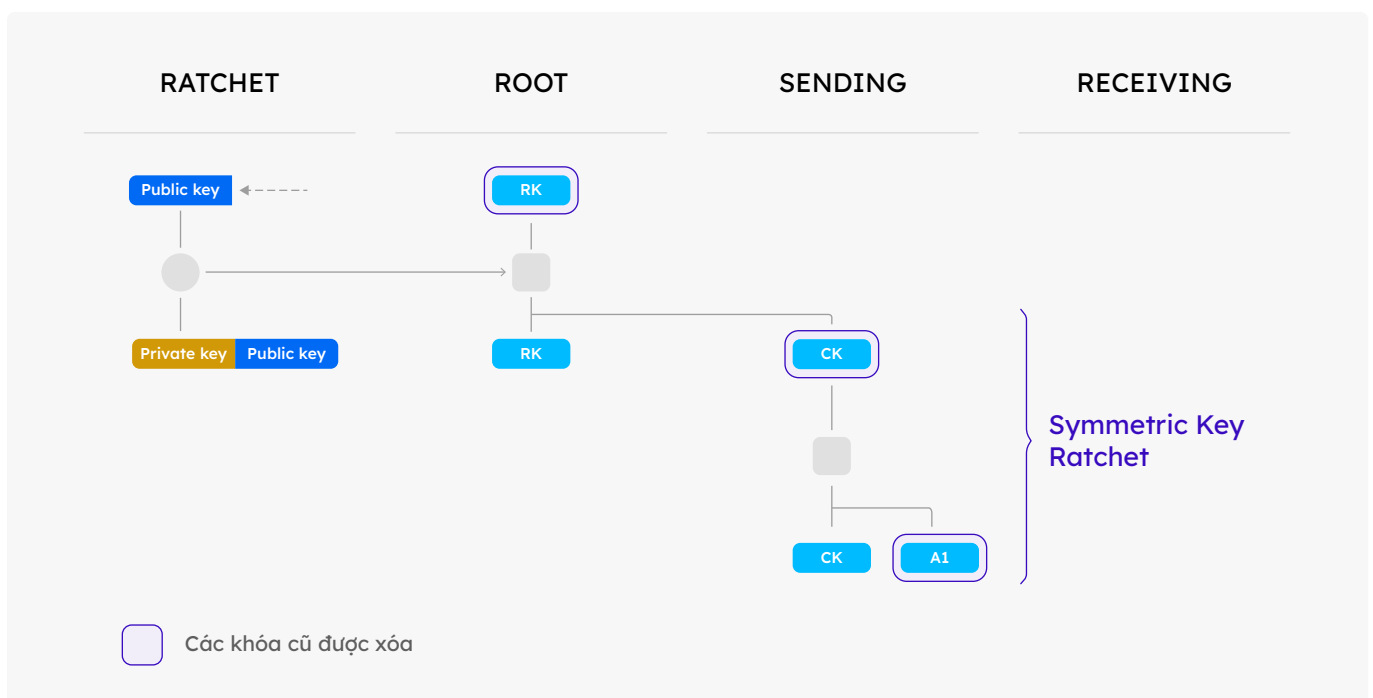 RATCHET
ROOT
SENDING
RECEIVING
Public key
RK
Private key
Public key
RK
CK
Symmetric Key
Ratchet
CK
A1
Các khóa cũ được xóa